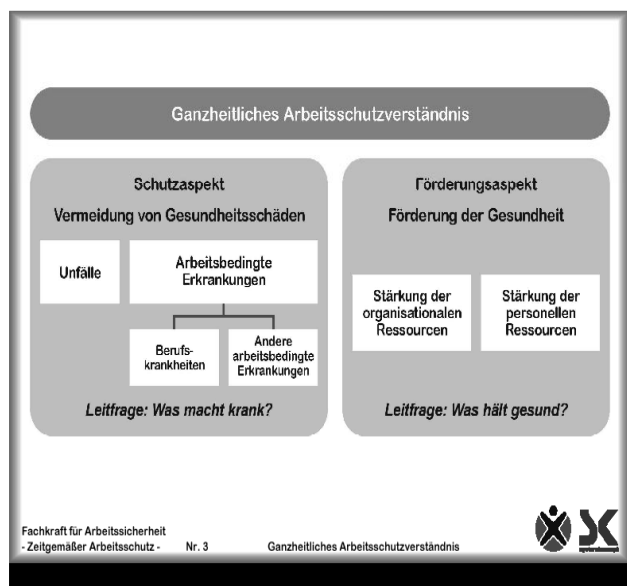 Ganzheitliches Arbeitsschutzverständnis
Schutzaspekt
Vermeidung von Gesundheitsschäden
Unfälle
Arbeitsbedingte
Erkrankungen
Berufs-
krankheiten
Andere
arbeitsbedingte
Erkrankungen
Leitfrage: Was macht krank?
Förderungsaspekt
Förderung der Gesundheit
Stärkung der
organisationalen
Ressourcen
Stärkung der
personellen
Ressourcen
Leitfrage: Was hält gesund?
Fachkraft für Arbeitssicherheit
- Zeitgemäßer Arbeitsschutz - Nr. 3 Ganzheitliches Arbeitsschutzverständnis